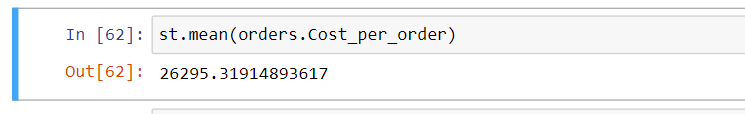 In [62]: st.mean(orders.Cost_per_order)
Out[62]: 26295.31914893617